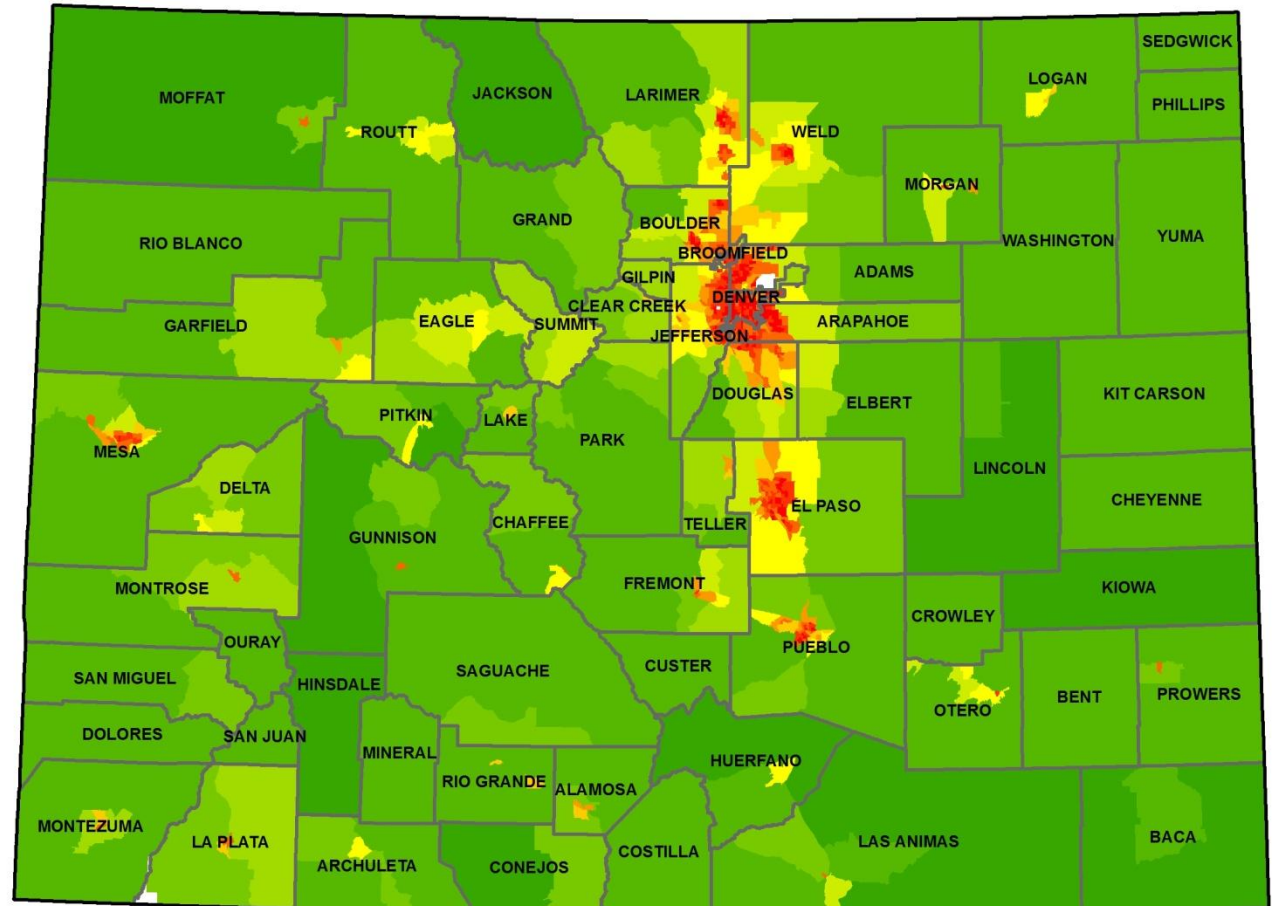 SEDGWICK
LOGAN
MOFFAT
JACKSON
LARIMER
PHILLIPS
ROUTT
WELD
MORGAN
GRAND
BOULDER
RIO BLANCO
WASHINGTON
YUMA
BROOMFIELD
ADAMS
GILPIN
DENVER
CLEAR CREEK
EAGLE
SUMMIT
GARFIELD
ARAPAHOE
JEFFERSON
DOUGLAS
KIT CARSON
ELBERT
PITKIN
LAKE
PARK
MESA
LINCOLN
DELTA
CHEYENNE
EL PASO
CHAFFEE
TELLER
GUNNISON
FREMONT
MONTROSE
KIOWA
CROWLEY
OURAY
PUEBLO
CUSTER
SAGUACHE
SAN MIGUEL
HINSDALE
PROWERS
BENT
OTERO
DOLORES
SAN JUAN
MINERAL
HUERFANO
RIO GRANDE
ALAMOSA
MONTEZUMA
LA PLATA
LAS ANIMAS
BACA
COSTILLA
ARCHULETA
CONEJOS